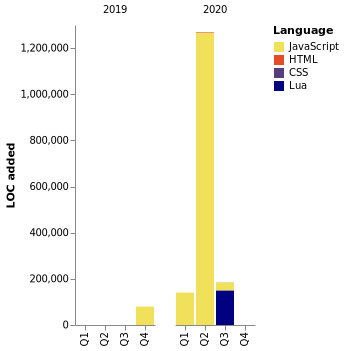 2019 2020
Language
JavaScript
HTML
CSS
Lua
LOC added
1,200,000
1,000,000
800,000
600,000
400,000
200,000
0
Q1 Q2 Q3 Q4 Q1 Q2 Q3 Q4